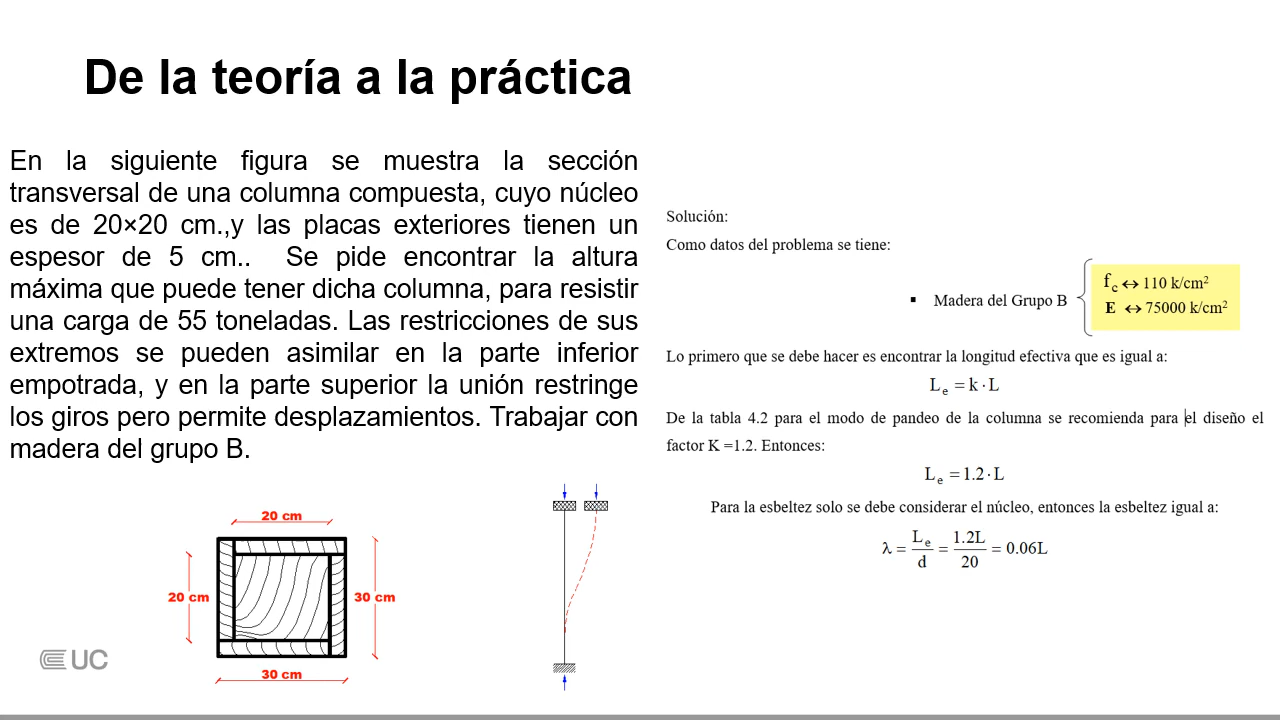 De la teoría a la práctica
En la siguiente figura se muestra la sección
transversal de una columna compuesta, cuyo núcleo
es de 20×20 cm.,y las placas exteriores tienen un
espesor de 5 cm.. Se pide encontrar la altura
máxima que puede tener dicha columna, para resistir
una carga de 55 toneladas. Las restricciones de sus
extremos se pueden asimilar en la parte inferior
empotrada, y en la parte superior la unión restringe
los giros pero permite desplazamientos. Trabajar con
madera del grupo B.
20 cm
20 cm
30 cm
30 cm
UC
Solución:
Como datos del problema se tiene:
▪ Madera del Grupo B
f_c ↔ 110 k/cm²
E ↔ 75000 k/cm²
Lo primero que se debe hacer es encontrar la longitud efectiva que es igual a:
L_e = k · L
De la tabla 4.2 para el modo de pandeo de la columna se recomienda para el diseño el
factor K =1.2. Entonces:
L_e = 1.2 · L
Para la esbeltez solo se debe considerar el núcleo, entonces la esbeltez igual a:
λ = L_e / d = 1.2L / 20 = 0.06L